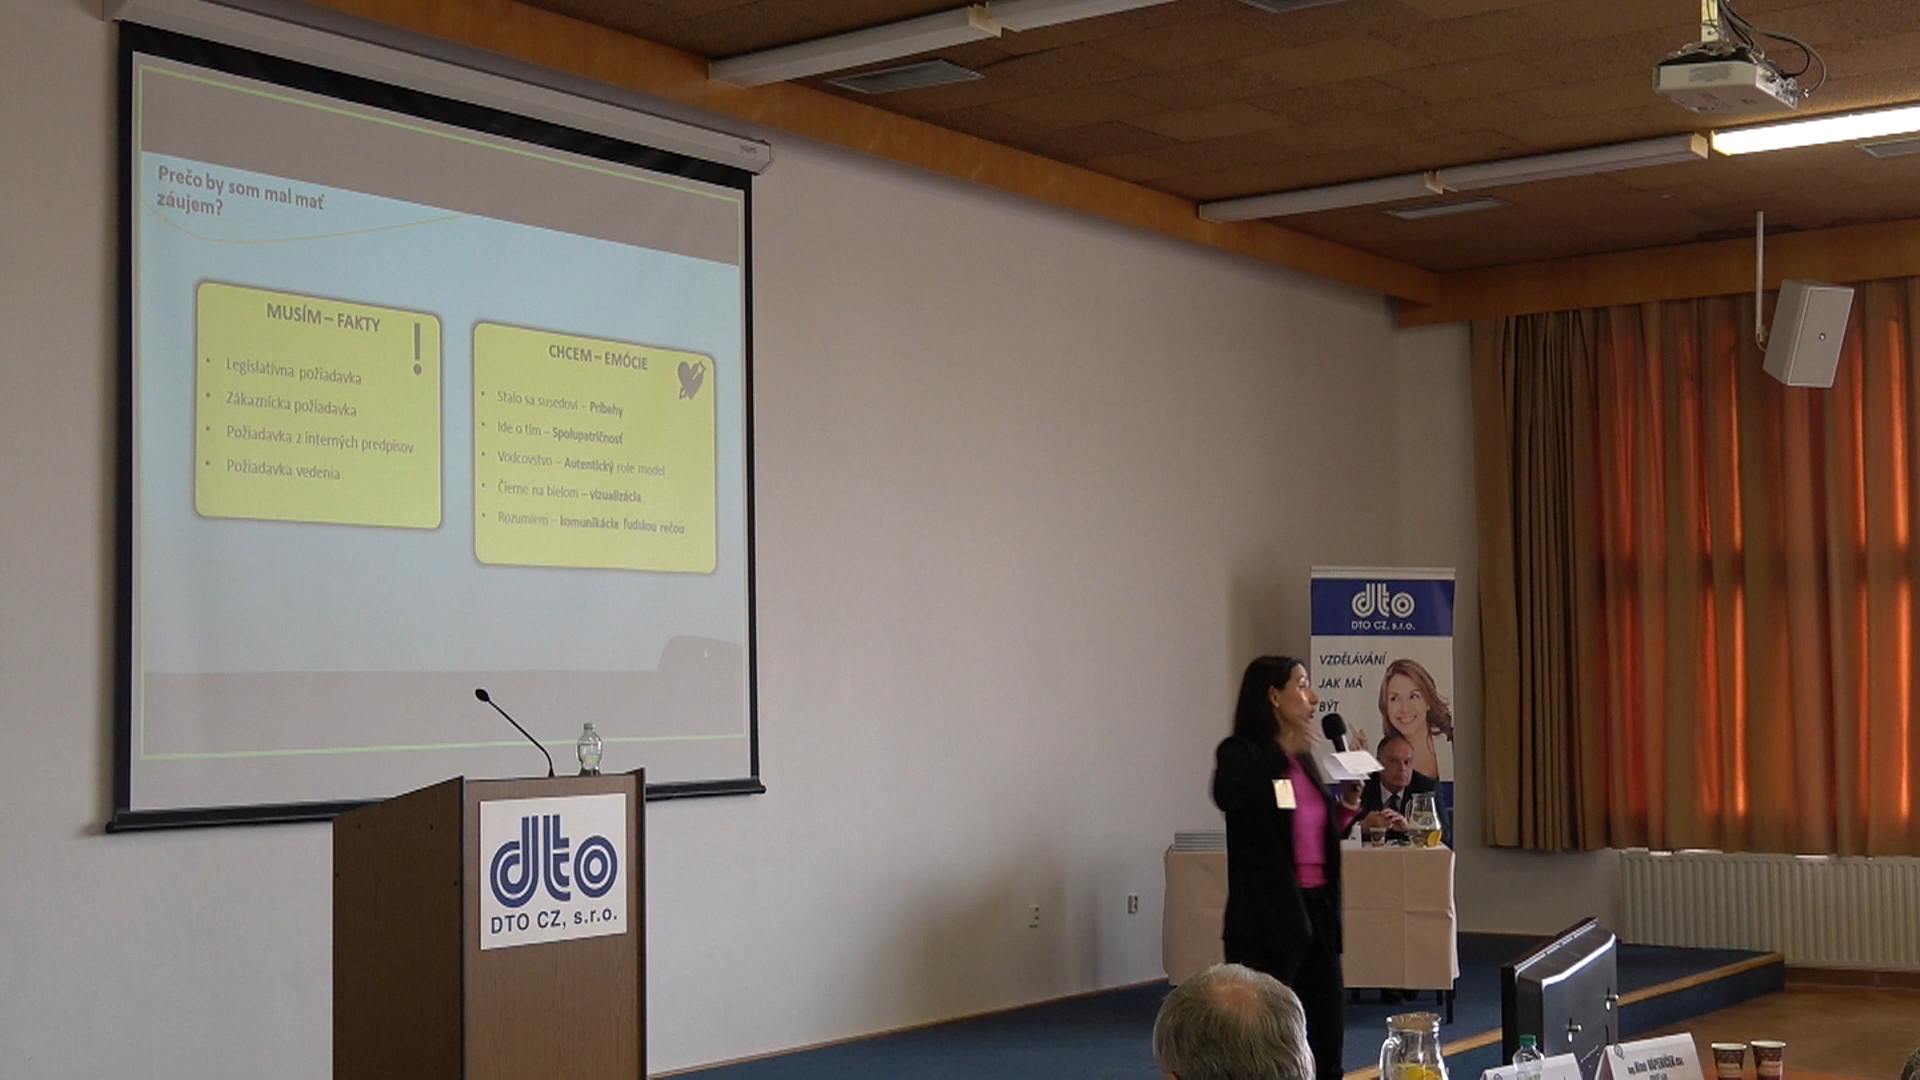 Prečo by som mal mať
záujem?
MUSÍM – FAKTY
!
• Legislatívna požiadavka
• Zákaznícka požiadavka
• Požiadavka z interných predpisov
• Požiadavka vedenia
CHCEM – EMÓCIE
• Stalo sa susedovi – Príbehy
• Ide o tím – Spolupatričnosť
• Vodcovstvo – Autentický role model
• Čierne na bielom – vizualizácia
• Rozumiem – komunikácia ľudskou rečou
dto
DTO CZ, s.r.o.
VZDĚLÁVÁNÍ
JAK MÁ
BÝT
dto
DTO CZ, s.r.o.